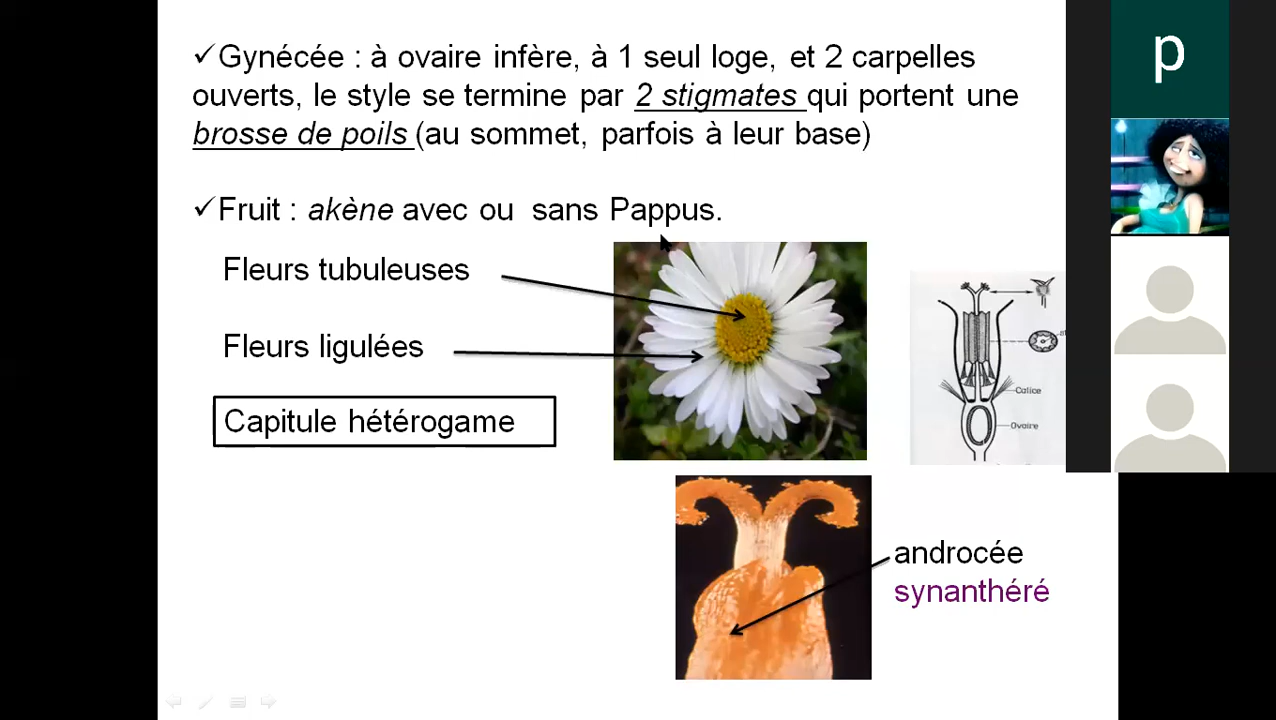 ✓Gynécée : à ovaire infère, à 1 seul loge, et 2 carpelles
ouverts, le style se termine par 2 stigmates qui portent une
brosse de poils (au sommet, parfois à leur base)
✓Fruit : akène avec ou sans Pappus.
Fleurs tubuleuses
Fleurs ligulées
Capitule hétérogame
Calice
Ovaire
androcée
synanthéré
p